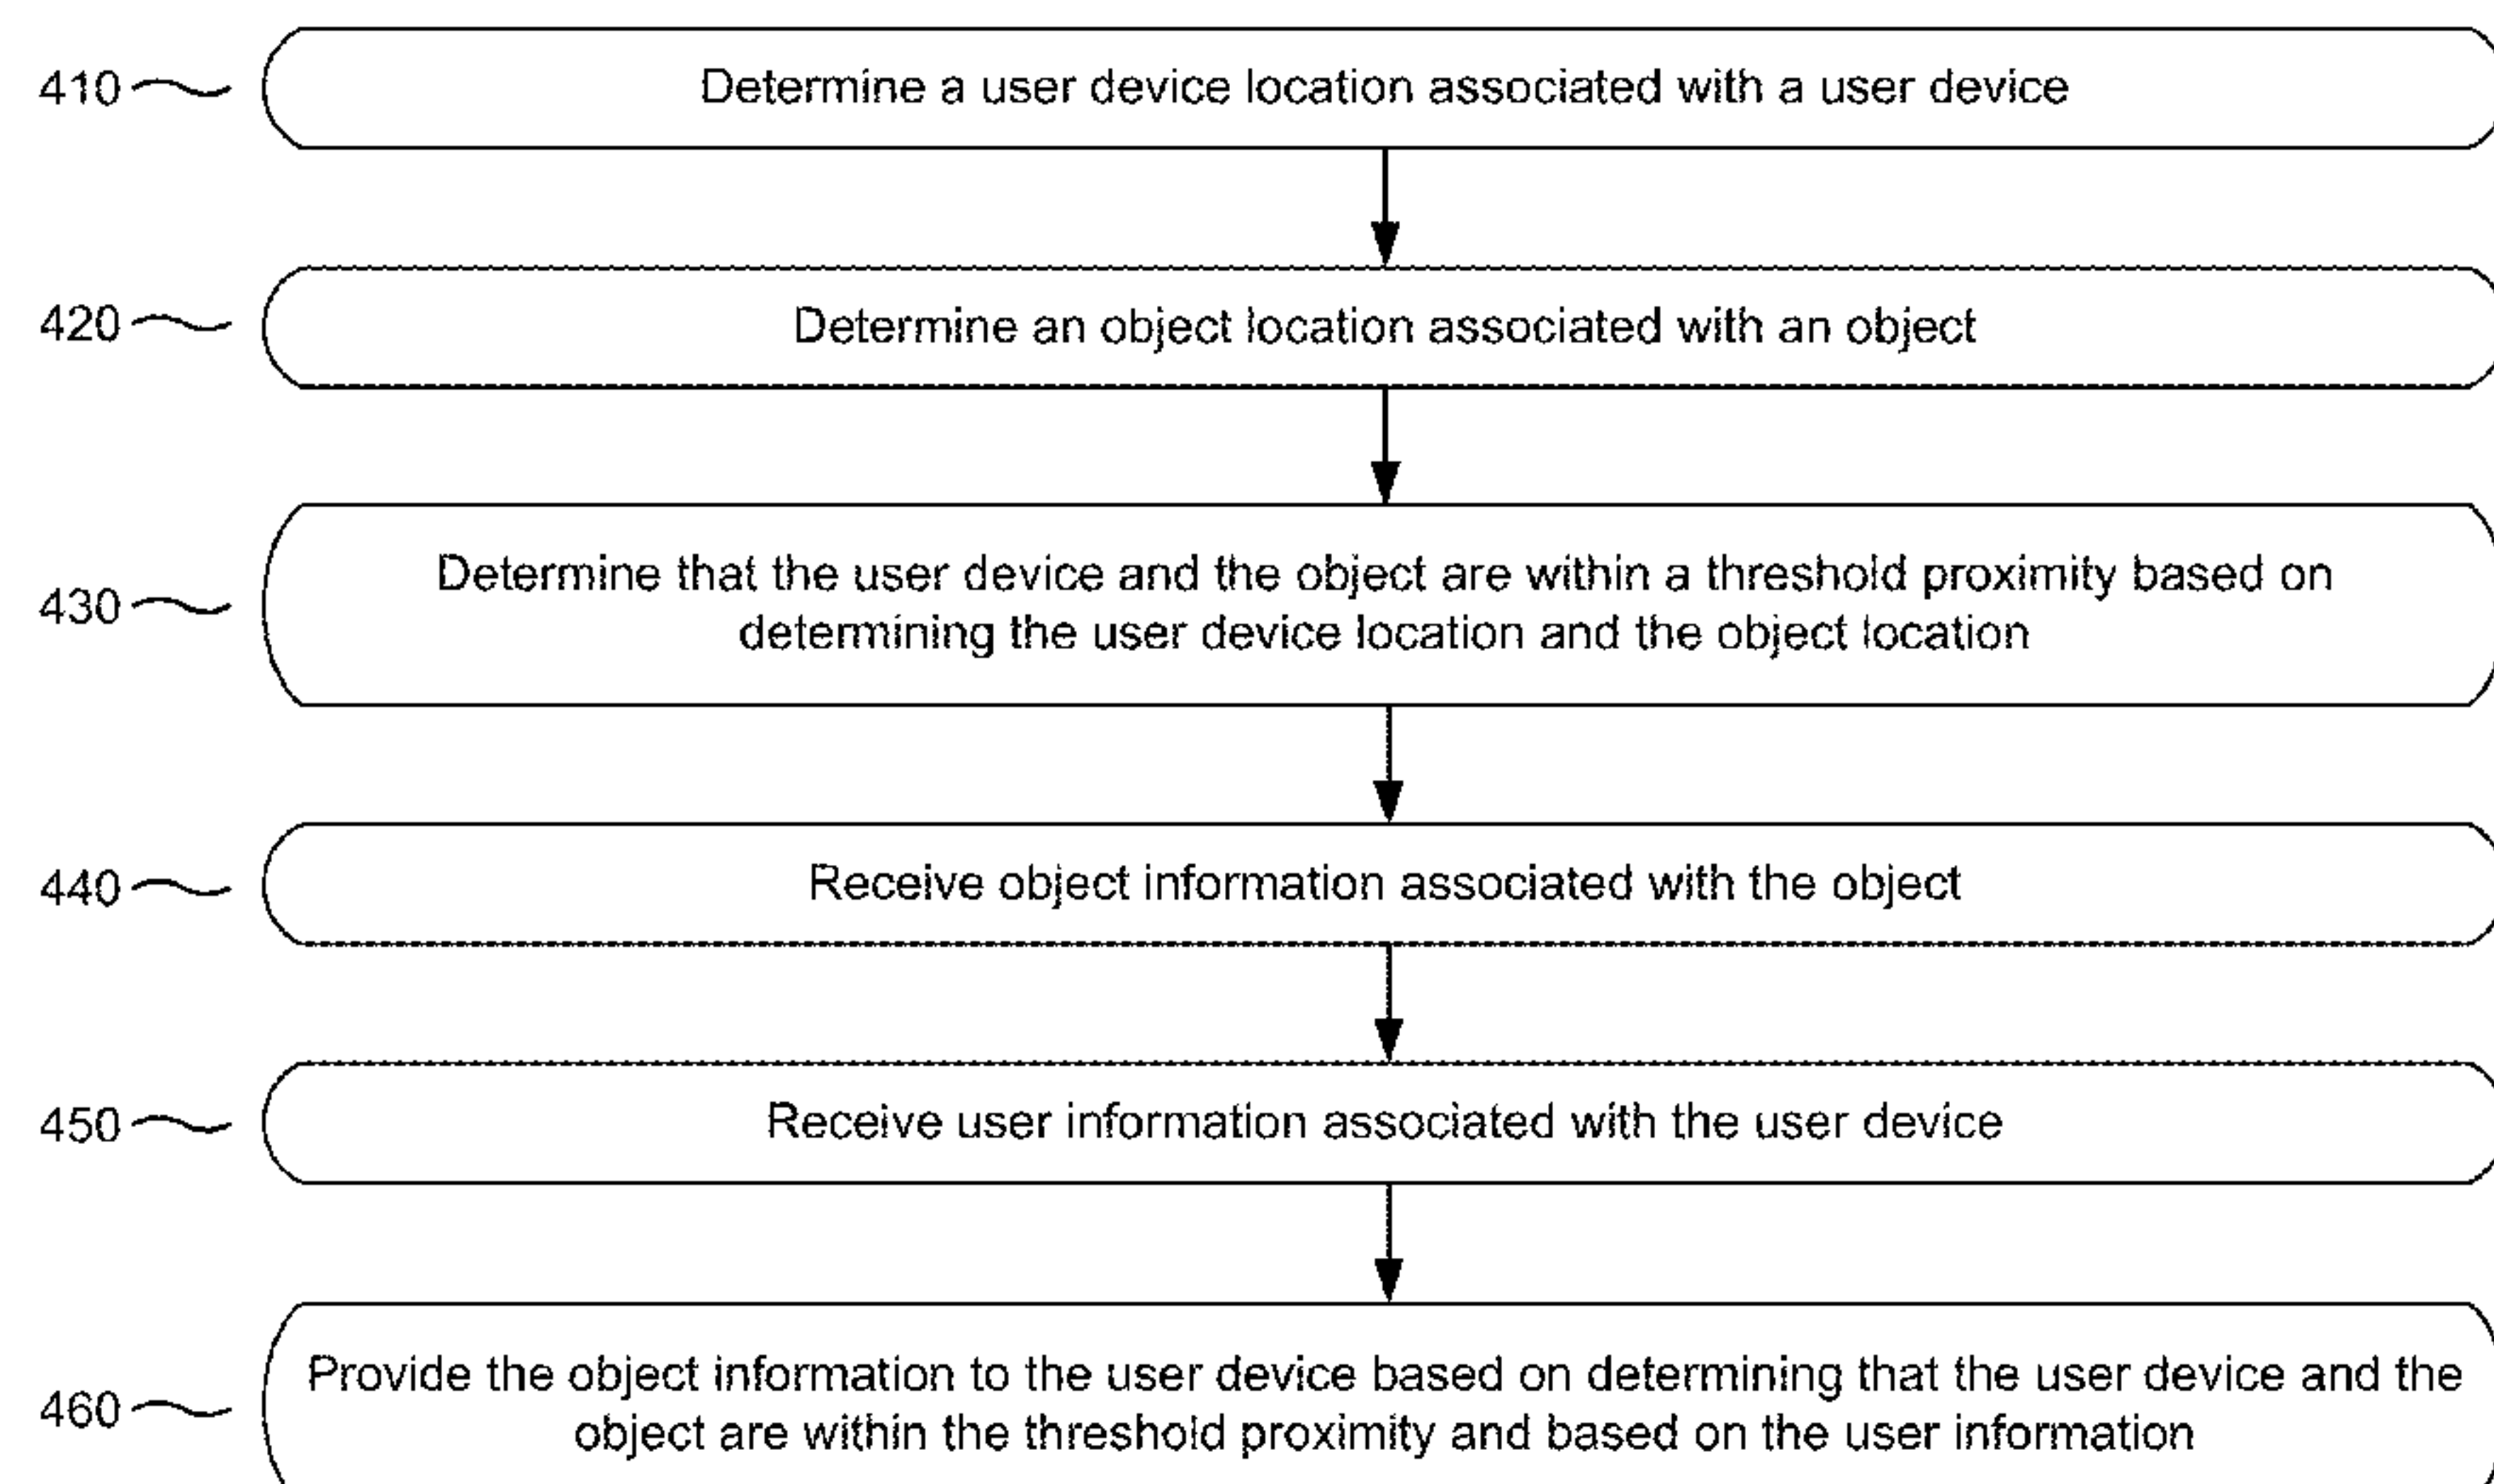 410
Determine a user device location associated with a user device
420
Determine an object location associated with an object
430
Determine that the user device and the object are within a threshold proximity based on
determining the user device location and the object location
440
Receive object information associated with the object
450
Receive user information associated with the user device
460
Provide the object information to the user device based on determining that the user device and the
object are within the threshold proximity and based on the user information